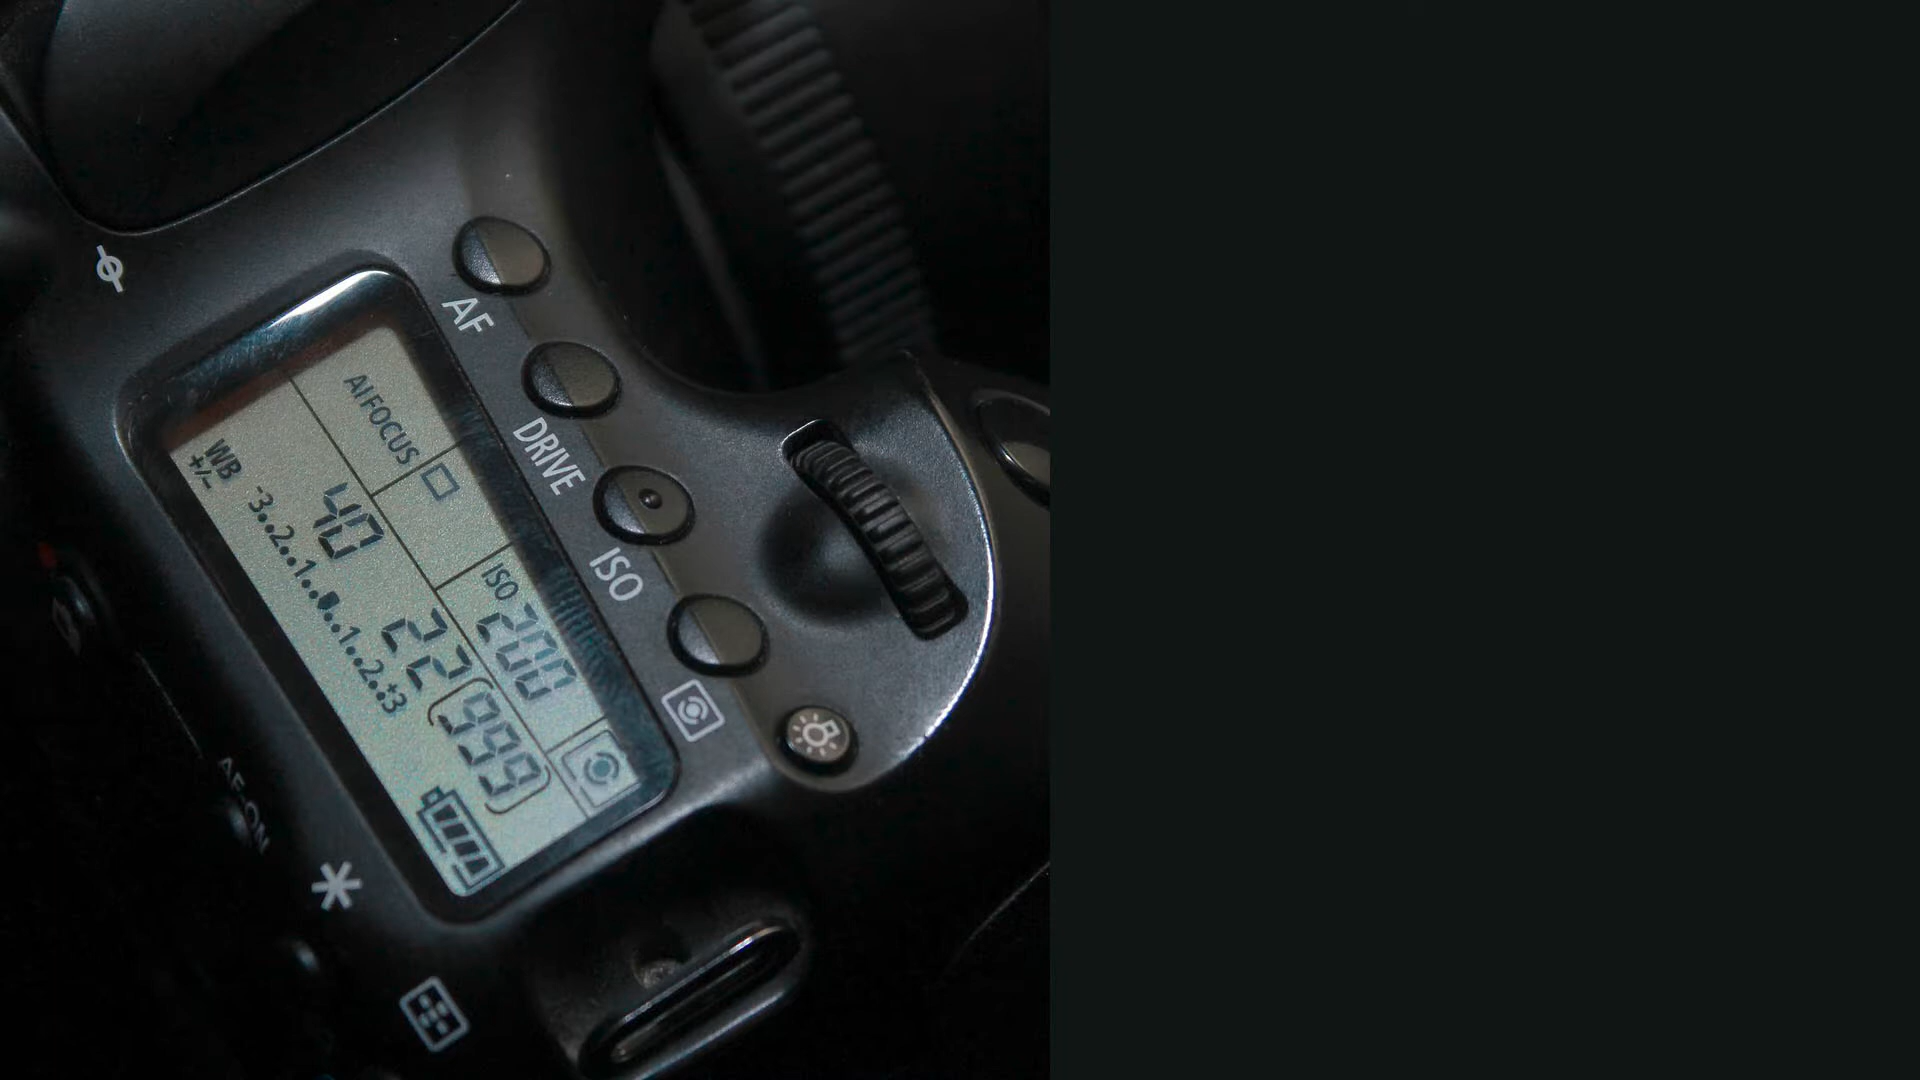 AF
DRIVE
ISO
AI FOCUS
ISO 200
WB
+/-
40
22
[999]
-3..2..1..0..1..2..+3
AF-ON